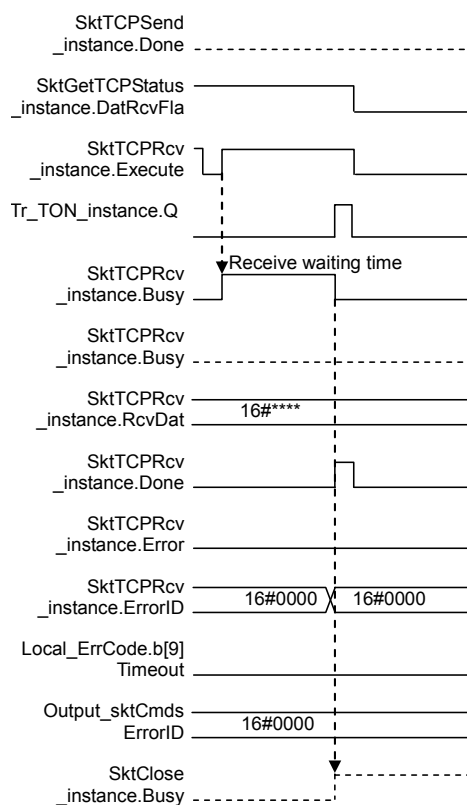 SktTCPSend
_instance.Done
SktGetTCPStatus
_instance.DatRcvFla
SktTCPRcv
_instance.Execute
Tr_TON_instance.Q
Receive waiting time
SktTCPRcv
_instance.Busy
SktTCPRcv
_instance.Busy
SktTCPRcv
_instance.RcvDat
16#****
SktTCPRcv
_instance.Done
SktTCPRcv
_instance.Error
SktTCPRcv
_instance.ErrorID
16#0000 16#0000
Local_ErrCode.b[9]
Timeout
Output_sktCmds
ErrorID
16#0000
SktClose
_instance.Busy